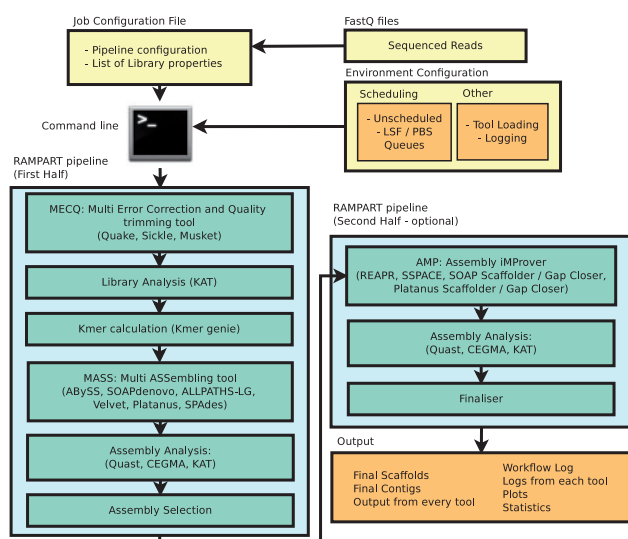 Job Configuration File
- Pipeline configuration
- List of Library properties
FastQ files
Sequenced Reads
Environment Configuration
Scheduling
- Unscheduled
- LSF / PBS
Queues
Other
- Tool Loading
- Logging
Command line
>_
RAMPART pipeline
(First Half)
MECQ: Multi Error Correction and Quality
trimming tool
(Quake, Sickle, Musket)
Library Analysis (KAT)
Kmer calculation (Kmer genie)
MASS: Multi ASSembling tool
(ABySS, SOAPdenovo, ALLPATHS-LG,
Velvet, Platanus, SPAdes)
Assembly Analysis:
(Quast, CEGMA, KAT)
Assembly Selection
RAMPART pipeline
(Second Half - optional)
AMP: Assembly iMProver
(REAPR, SSPACE, SOAP Scaffolder / Gap Closer,
Platanus Scaffolder / Gap Closer)
Assembly Analysis:
(Quast, CEGMA, KAT)
Finaliser
Output
Final Scaffolds
Final Contigs
Output from every tool
Workflow Log
Logs from each tool
Plots
Statistics